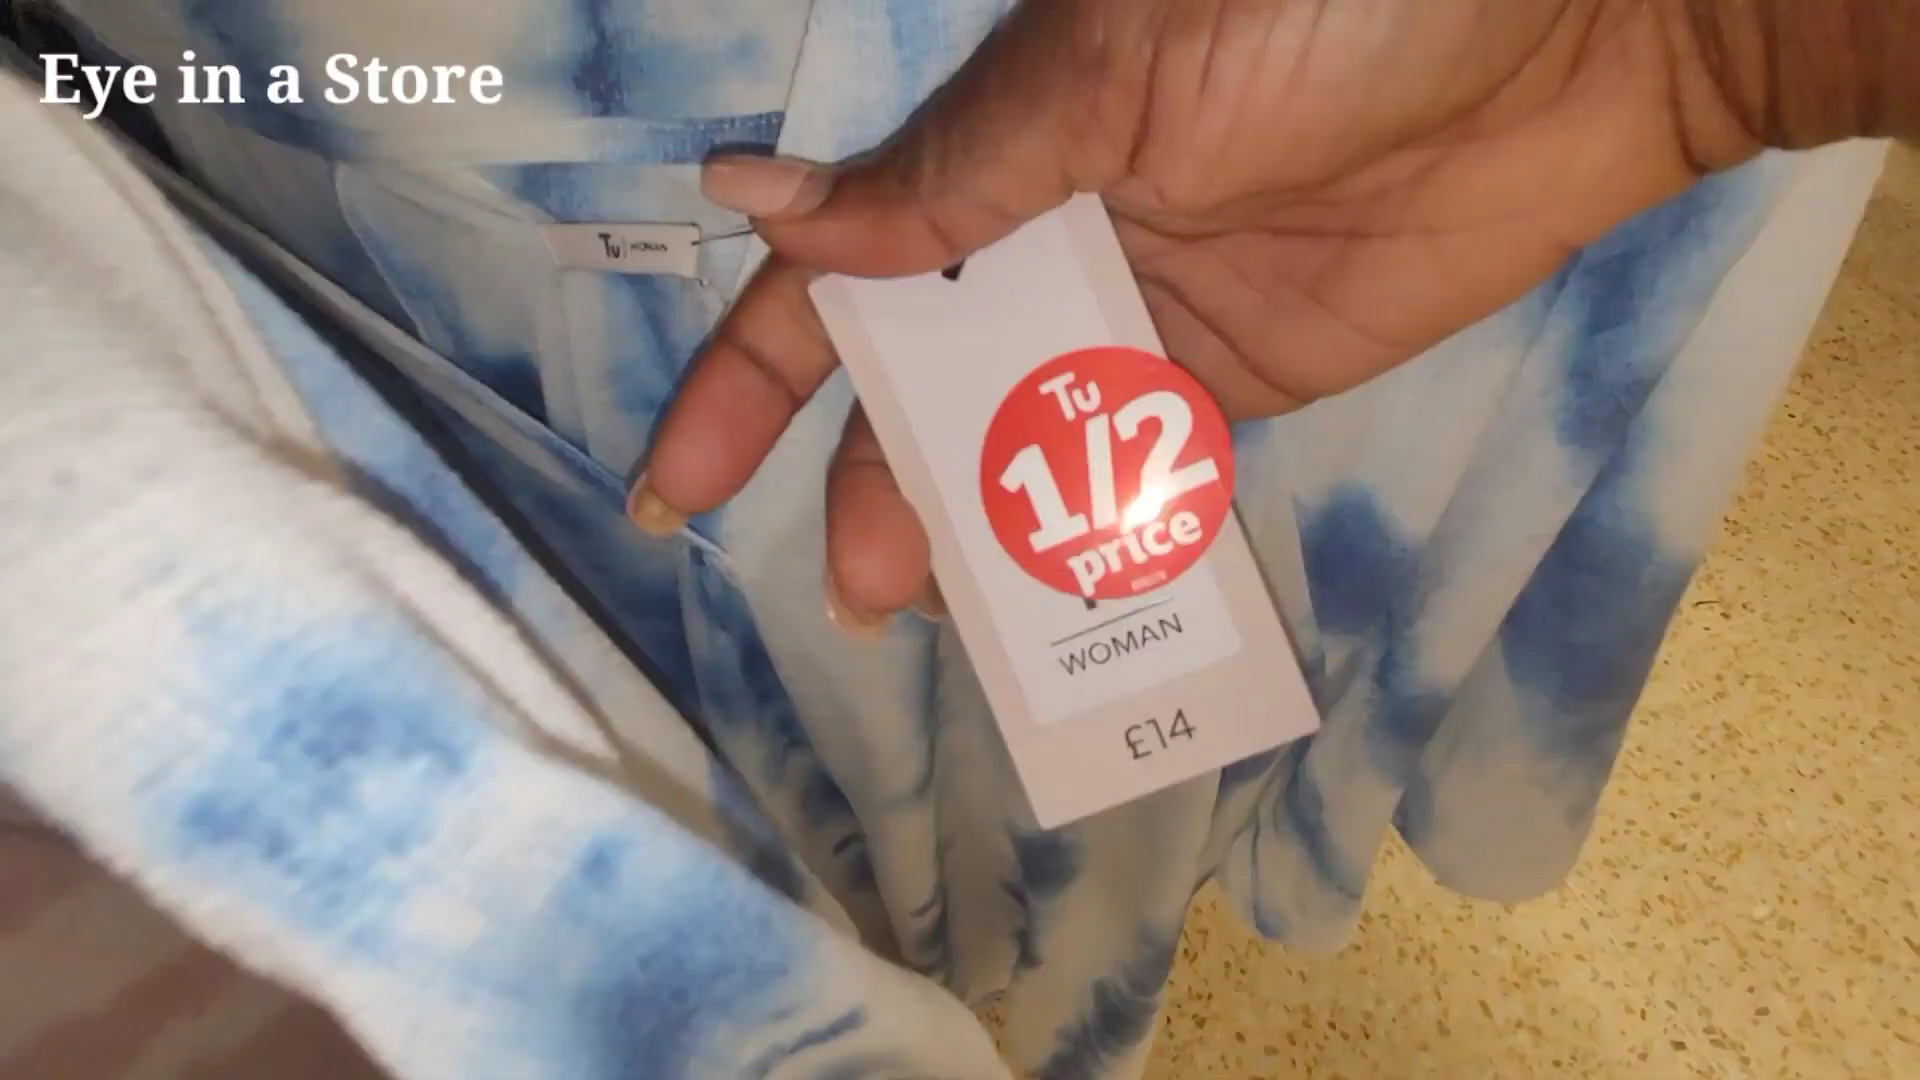 Eye in a Store
Tu WOMAN
Tu
1/2
price
WOMAN
£14